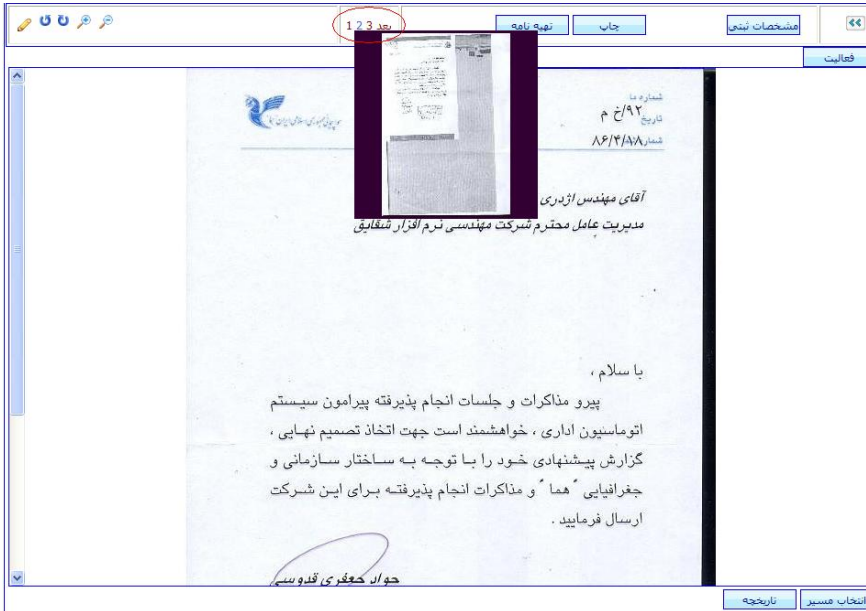 بعد 3 2 1
تهیه نامه
چاپ
مشخصات ثبتی
فعالیت
شماره ما
تاریخ ۹۲/خ م
۸۶/۴/۱۸
آقای مهندس اژدری
مدیریت عامل محترم شرکت مهندسی نرم افزار شقایق
با سلام ،
پیرو مذاکرات و جلسات انجام پذیرفته پیرامون سیستم
اتوماسیون اداری ، خواهشمند است جهت اتخاذ تصمیم نهایی ،
گزارش پیشنهادی خود را با توجه به ساختار سازمانی و
جغرافیایی " هما " و مذاکرات انجام پذیرفته برای این شرکت
ارسال فرمایید .
جواد جعفری قدوسی
انتخاب مسیر
تاریخچه